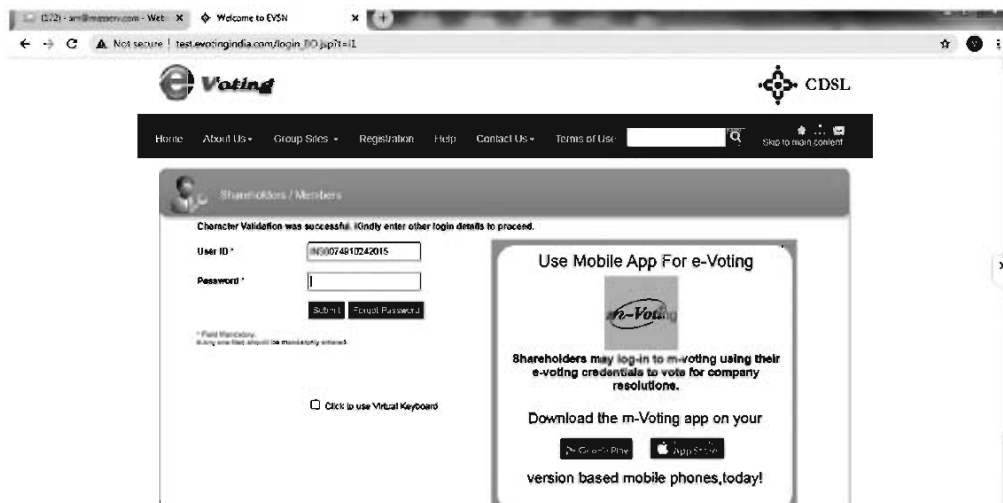 Welcome to EVSN
Not secure | test.evotingindia.com/login_BO.jsp?t=i1
e Voting
CDSL
Home About Us Group Sites Registration Help Contact Us Terms of Use
Skip to main content
Shareholders / Members
Character Validation was successful. Kindly enter other login details to proceed.
User ID * 074910242015
Password *
Submit Forgot Password
* Field Mandatory.
Click to use Virtual Keyboard
Use Mobile App For e-Voting
m-Voting
Shareholders may log-in to m-voting using their
e-voting credentials to vote for company
resolutions.
Download the m-Voting app on your
Google Play App Store
version based mobile phones,today!